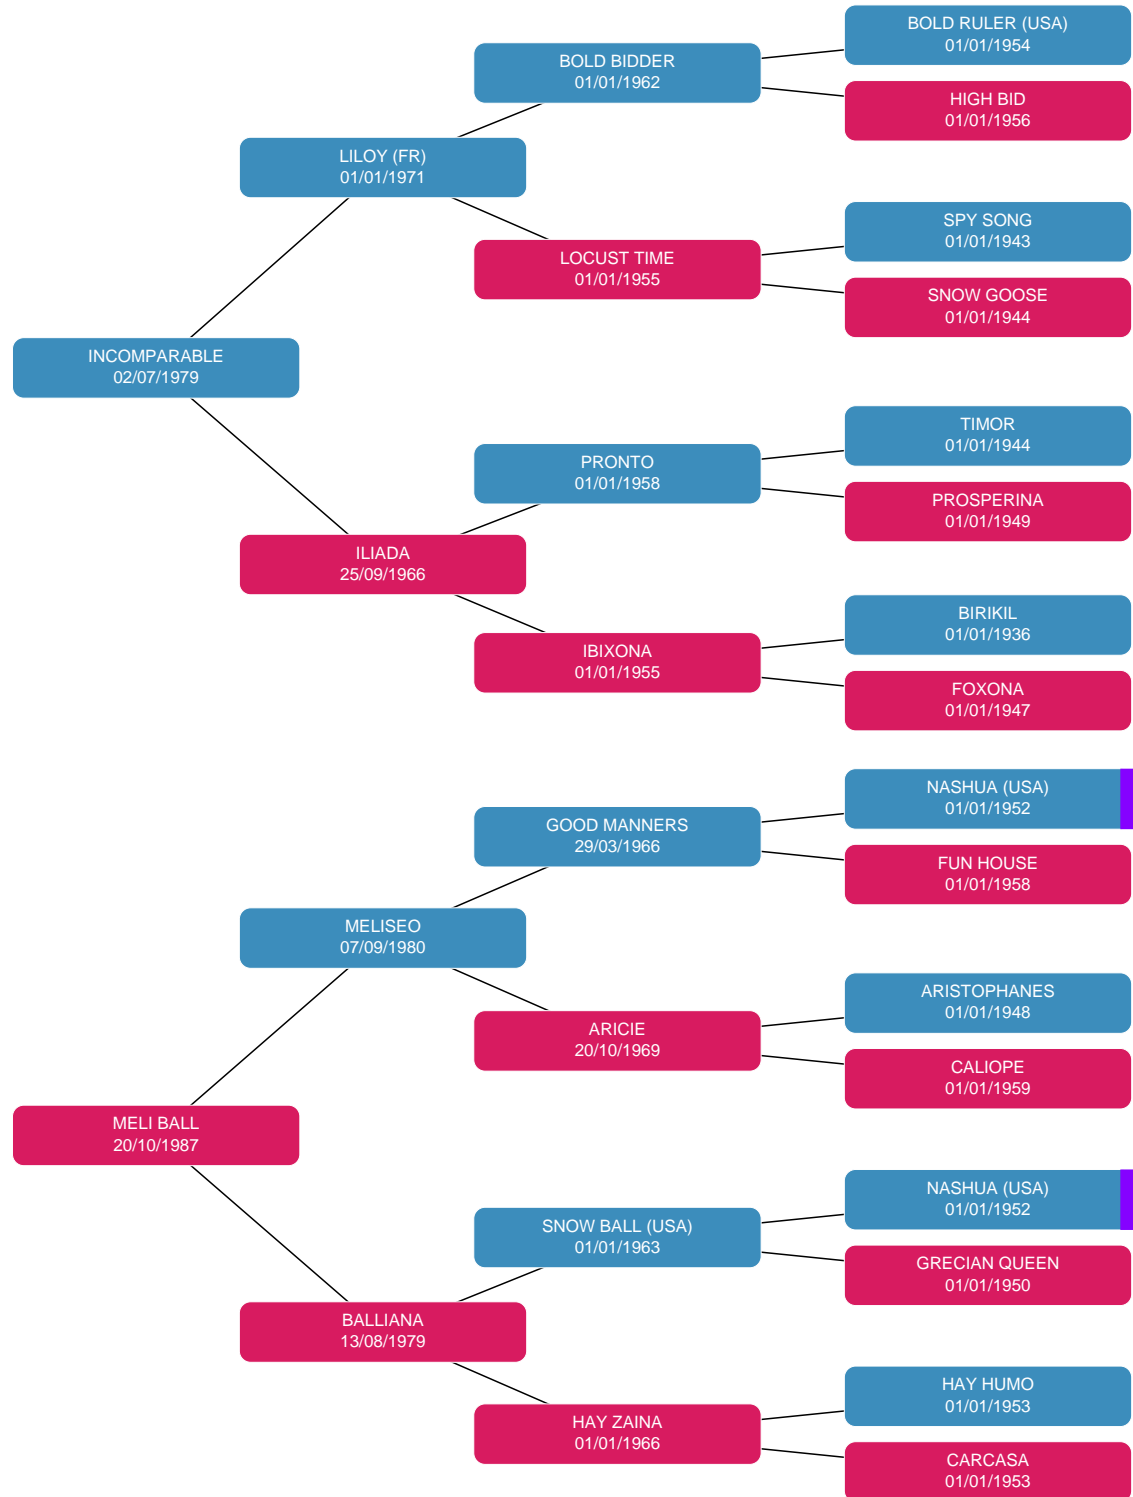 BOLD RULER (USA)
01/01/1954
BOLD BIDDER
01/01/1962
HIGH BID
01/01/1956
LILOY (FR)
01/01/1971
SPY SONG
01/01/1943
LOCUST TIME
01/01/1955
SNOW GOOSE
01/01/1944
INCOMPARABLE
02/07/1979
TIMOR
01/01/1944
PRONTO
01/01/1958
PROSPERINA
01/01/1949
ILIADA
25/09/1966
BIRIKIL
01/01/1936
IBIXONA
01/01/1955
FOXONA
01/01/1947
NASHUA (USA)
01/01/1952
GOOD MANNERS
29/03/1966
FUN HOUSE
01/01/1958
MELISEO
07/09/1980
ARISTOPHANES
01/01/1948
ARICIE
20/10/1969
CALIOPE
01/01/1959
MELI BALL
20/10/1987
NASHUA (USA)
01/01/1952
SNOW BALL (USA)
01/01/1963
GRECIAN QUEEN
01/01/1950
BALLIANA
13/08/1979
HAY HUMO
01/01/1953
HAY ZAINA
01/01/1966
CARCASA
01/01/1953